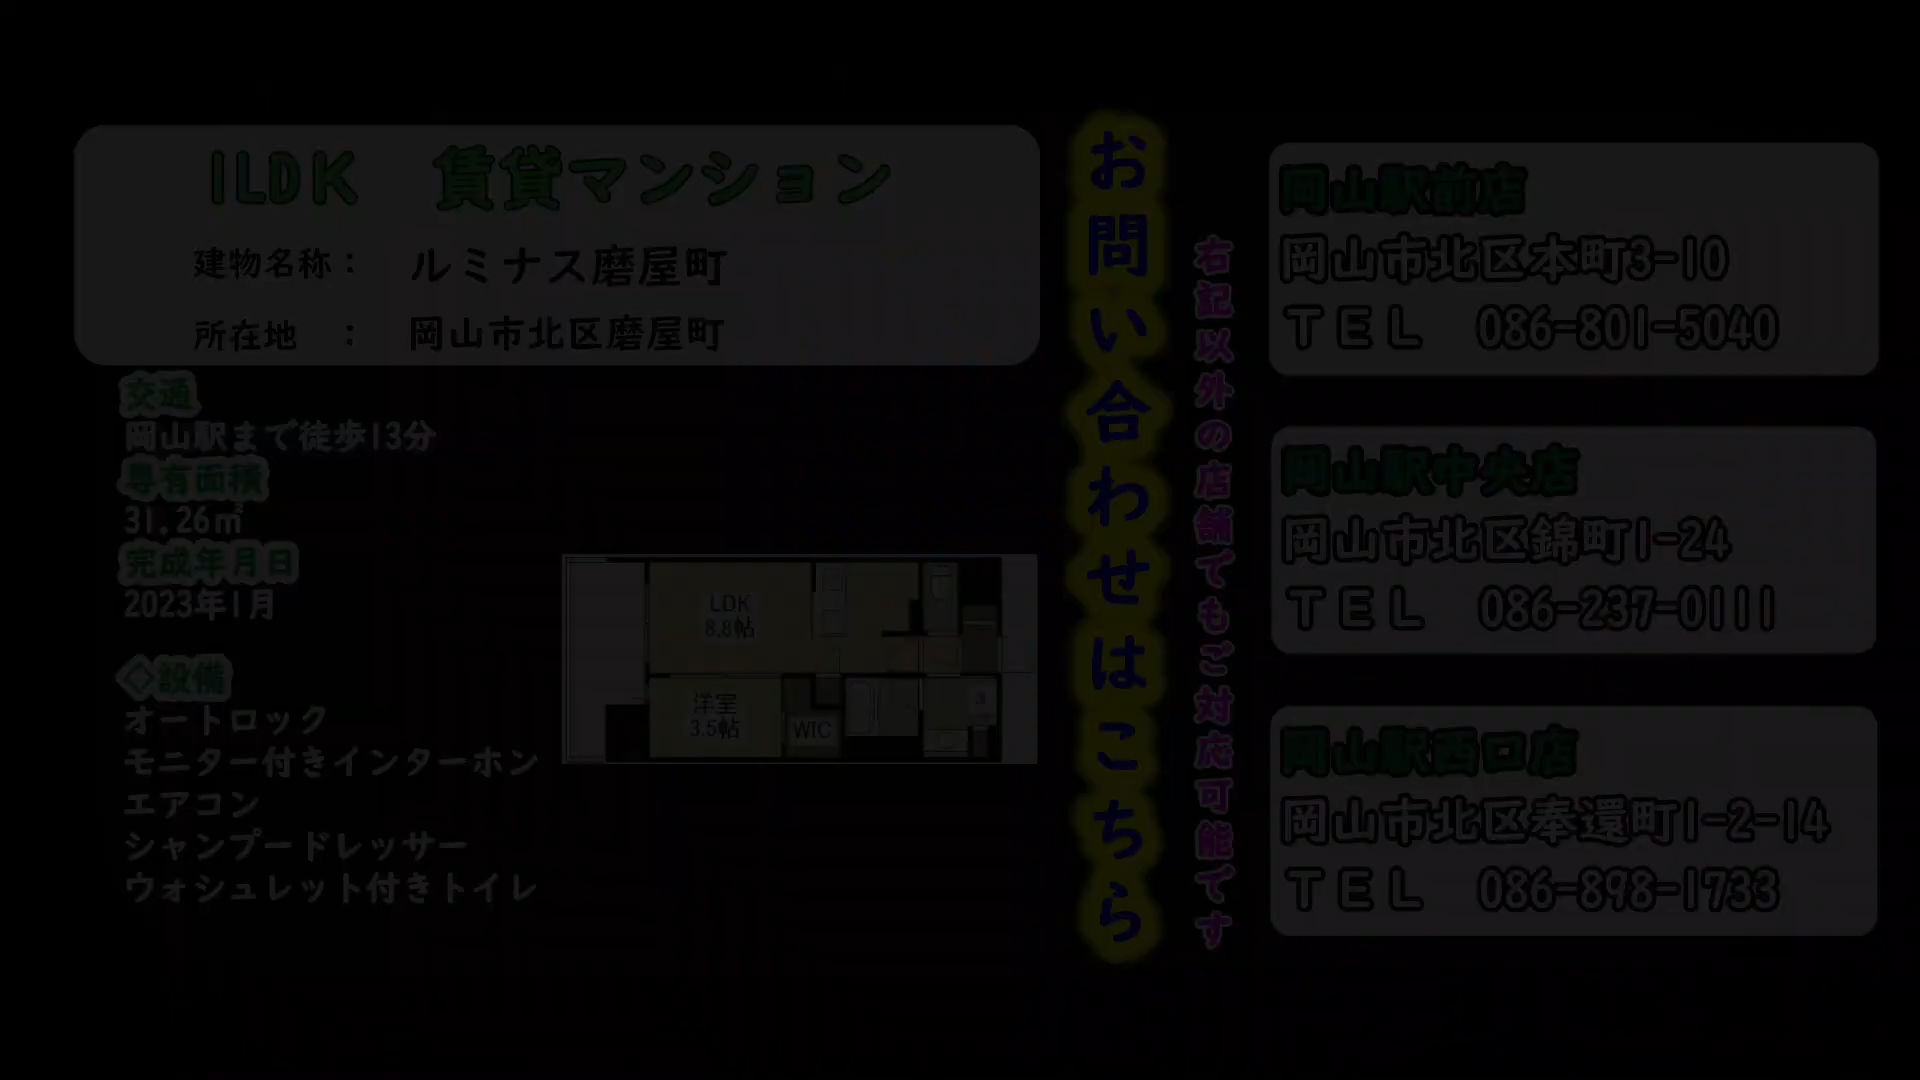 1LDK 賃貸マンション
建物名称： ルミナス磨屋町
所在地 ： 岡山市北区磨屋町
交通
岡山駅まで徒歩13分
専有面積
31.26㎡
完成年月日
2023年1月
◇設備
オートロック
モニター付きインターホン
エアコン
シャンプードレッサー
ウォシュレット付きトイレ
LDK
8.8帖
洋室
3.5帖
WIC
お問い合わせはこちら
右記以外の店舗でもご対応可能です
岡山駅前店
岡山市北区本町3-10
ＴＥＬ 086-801-5040
岡山駅中央店
岡山市北区錦町1-24
ＴＥＬ 086-237-0111
岡山駅西口店
岡山市北区奉還町1-2-14
ＴＥＬ 086-898-1733